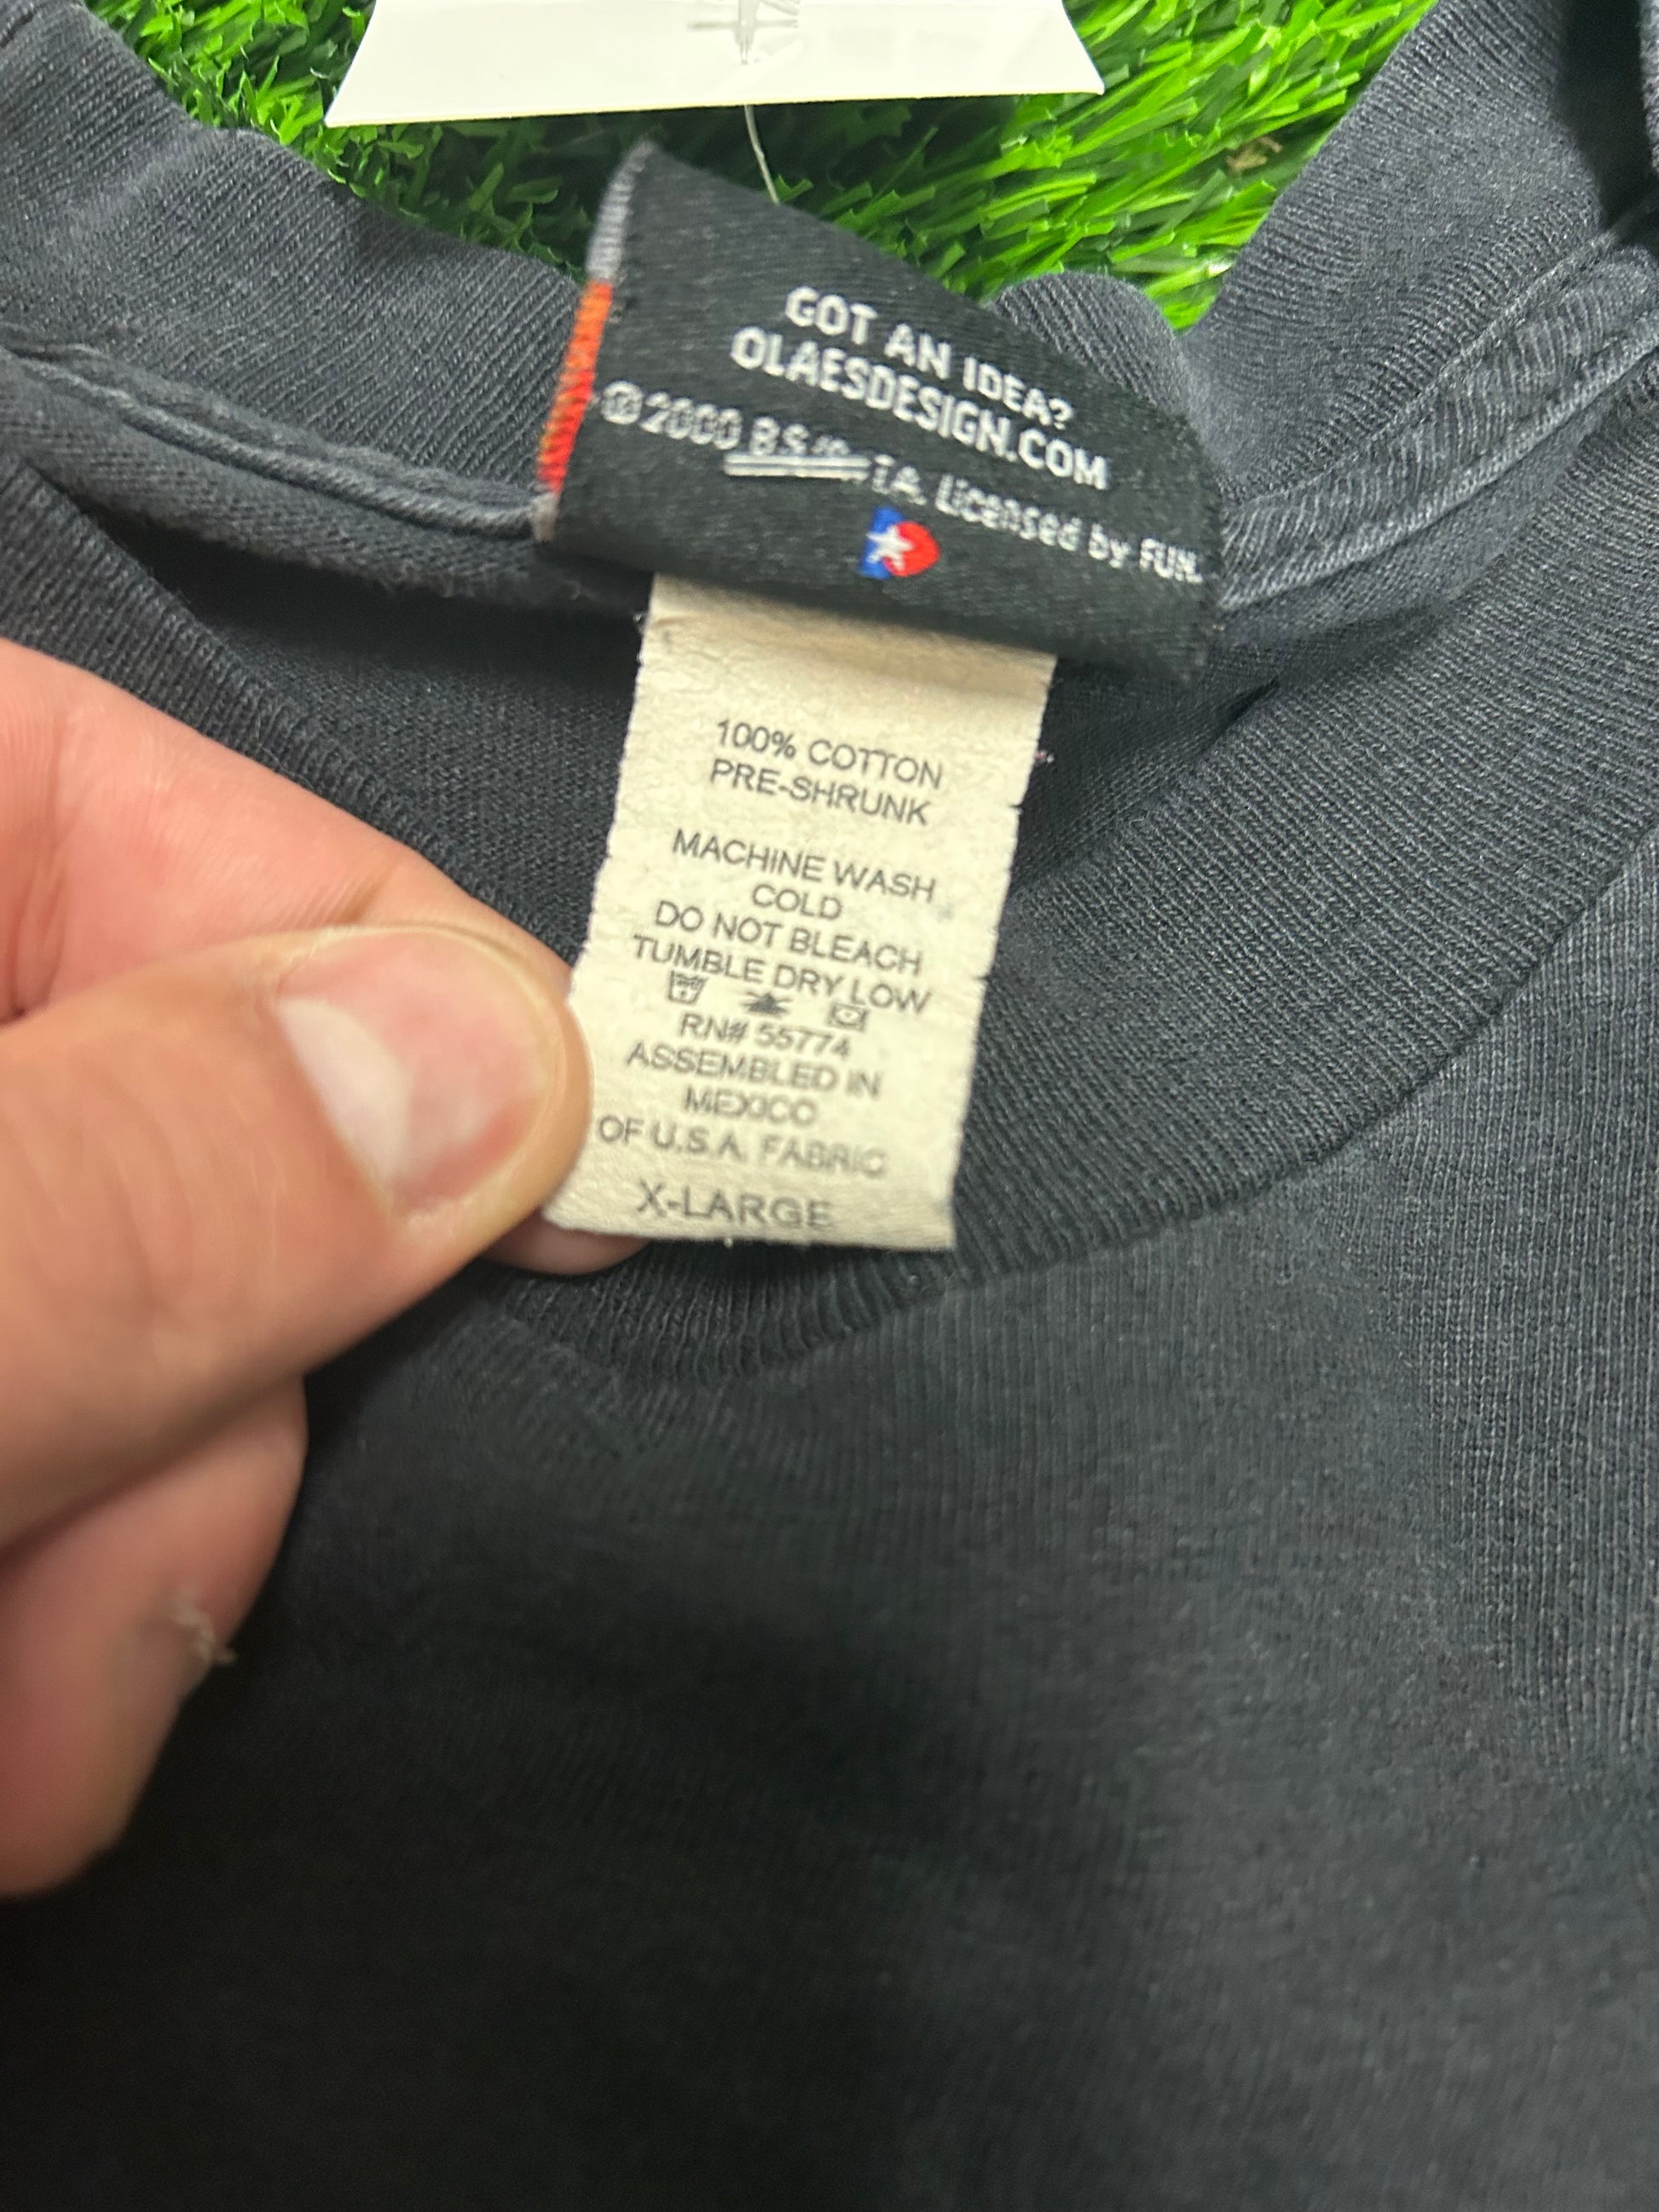 GOT AN IDEA?
OLAESDESIGN.COM
©2000 Licensed by FUN.
100% COTTON
PRE-SHRUNK
MACHINE WASH
COLD
DO NOT BLEACH
TUMBLE DRY LOW
RN# 55774
ASSEMBLED IN
MEXICO
OF U.S.A. FABRIC
X-LARGE